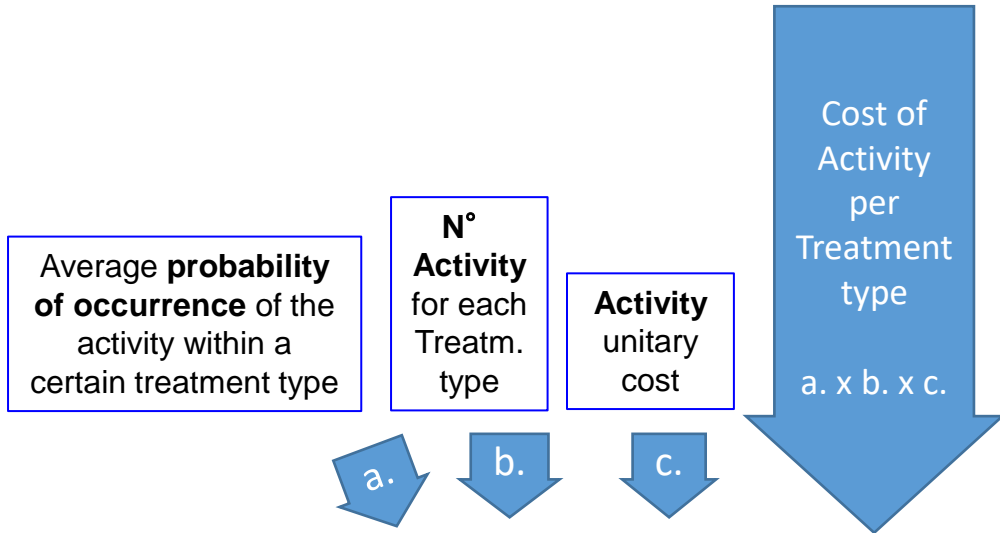 Average probability
of occurrence of the
activity within a
certain treatment type
N°
Activity
for each
Treatm.
type
Activity
unitary
cost
Cost of
Activity
per
Treatment
type
a. x b. x c.
a.
b.
c.